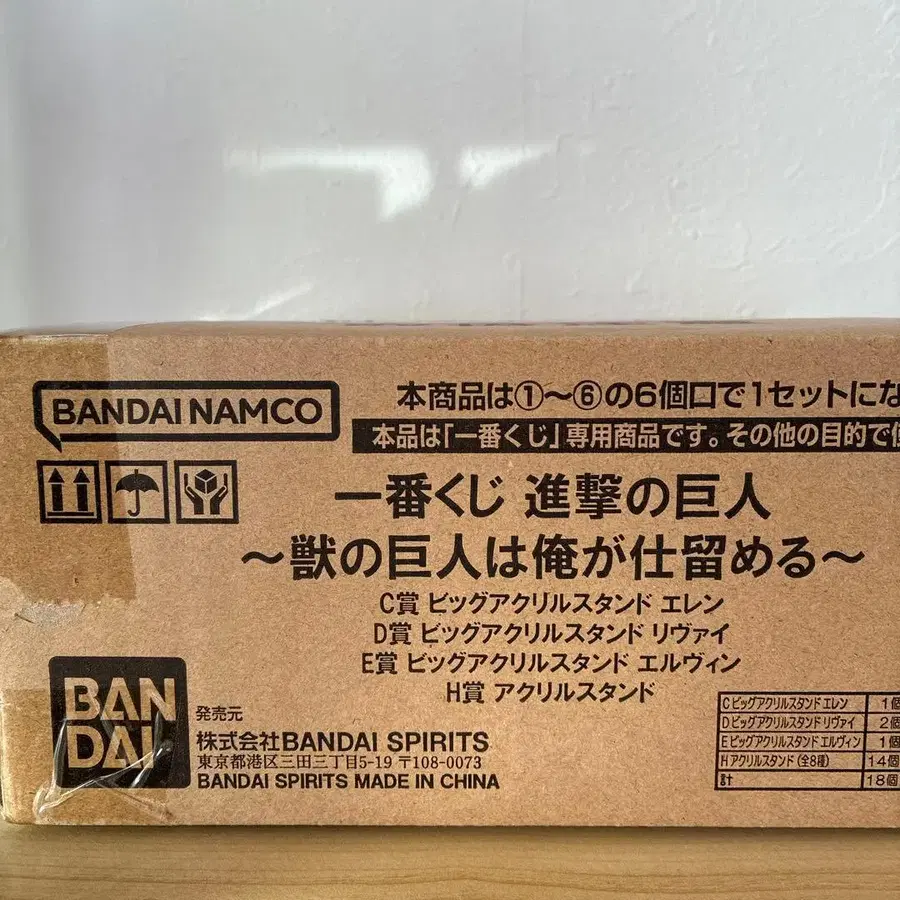 BANDAI NAMCO
本商品は①～⑥の6個口で1セットにな
本品は「一番くじ」専用商品です。その他の目的で
一番くじ 進撃の巨人
～獣の巨人は俺が仕留める～
C賞 ビッグアクリルスタンド エレン
D賞 ビッグアクリルスタンド リヴァイ
E賞 ビッグアクリルスタンド エルヴィン
H賞 アクリルスタンド
BAN
DAI
発売元
株式会社BANDAI SPIRITS
東京都港区三田三丁目5-19 〒108-0073
BANDAI SPIRITS MADE IN CHINA
C ビッグアクリルスタンド エレン 1個
D ビッグアクリルスタンド リヴァイ 2個
E ビッグアクリルスタンド エルヴィン 1個
H アクリルスタンド (全8種) 14個
計 18個